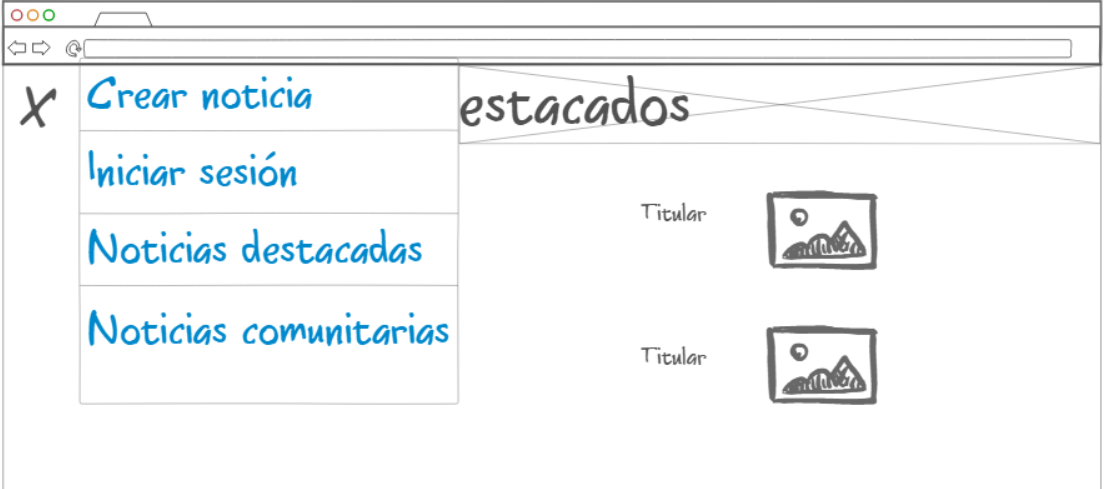 X
Crear noticia
estacados
Iniciar sesión
Noticias destacadas
Noticias comunitarias
Titular
Titular